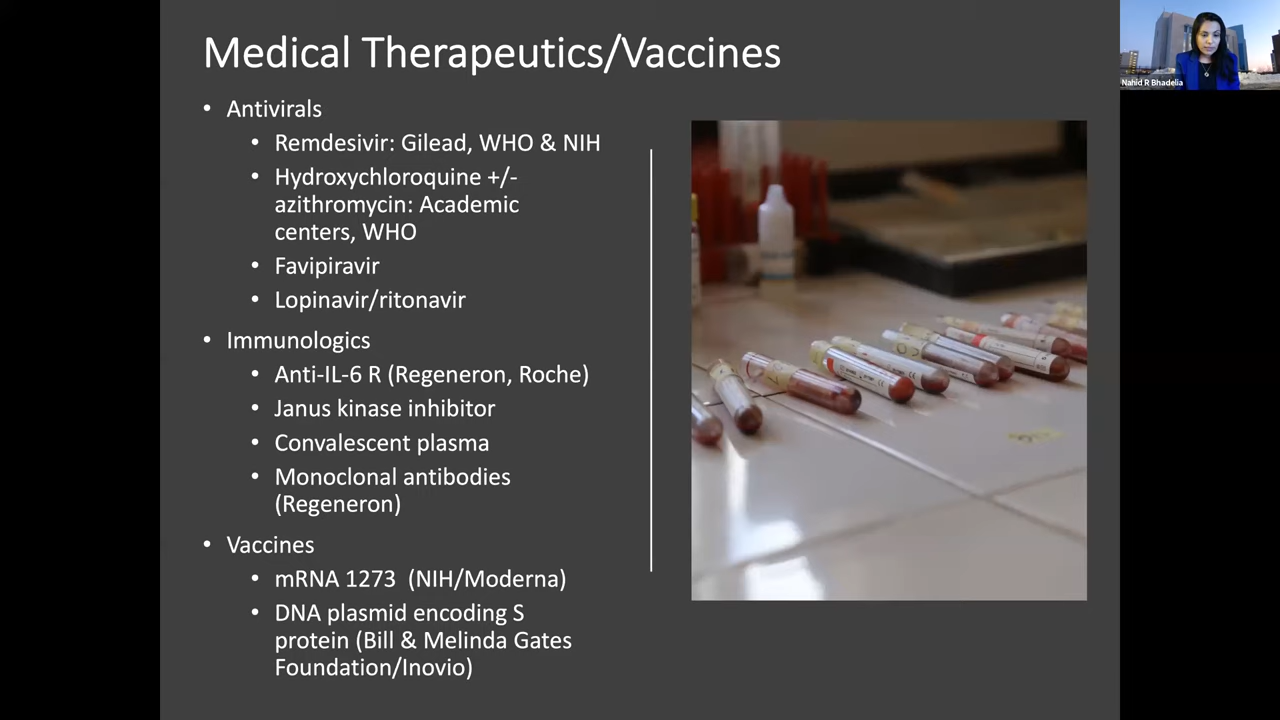 Medical Therapeutics/Vaccines
• Antivirals
• Remdesivir: Gilead, WHO & NIH
• Hydroxychloroquine +/-
azithromycin: Academic
centers, WHO
• Favipiravir
• Lopinavir/ritonavir
• Immunologics
• Anti-IL-6 R (Regeneron, Roche)
• Janus kinase inhibitor
• Convalescent plasma
• Monoclonal antibodies
(Regeneron)
• Vaccines
• mRNA 1273 (NIH/Moderna)
• DNA plasmid encoding S
protein (Bill & Melinda Gates
Foundation/Inovio)
Nahid R Bhadelia